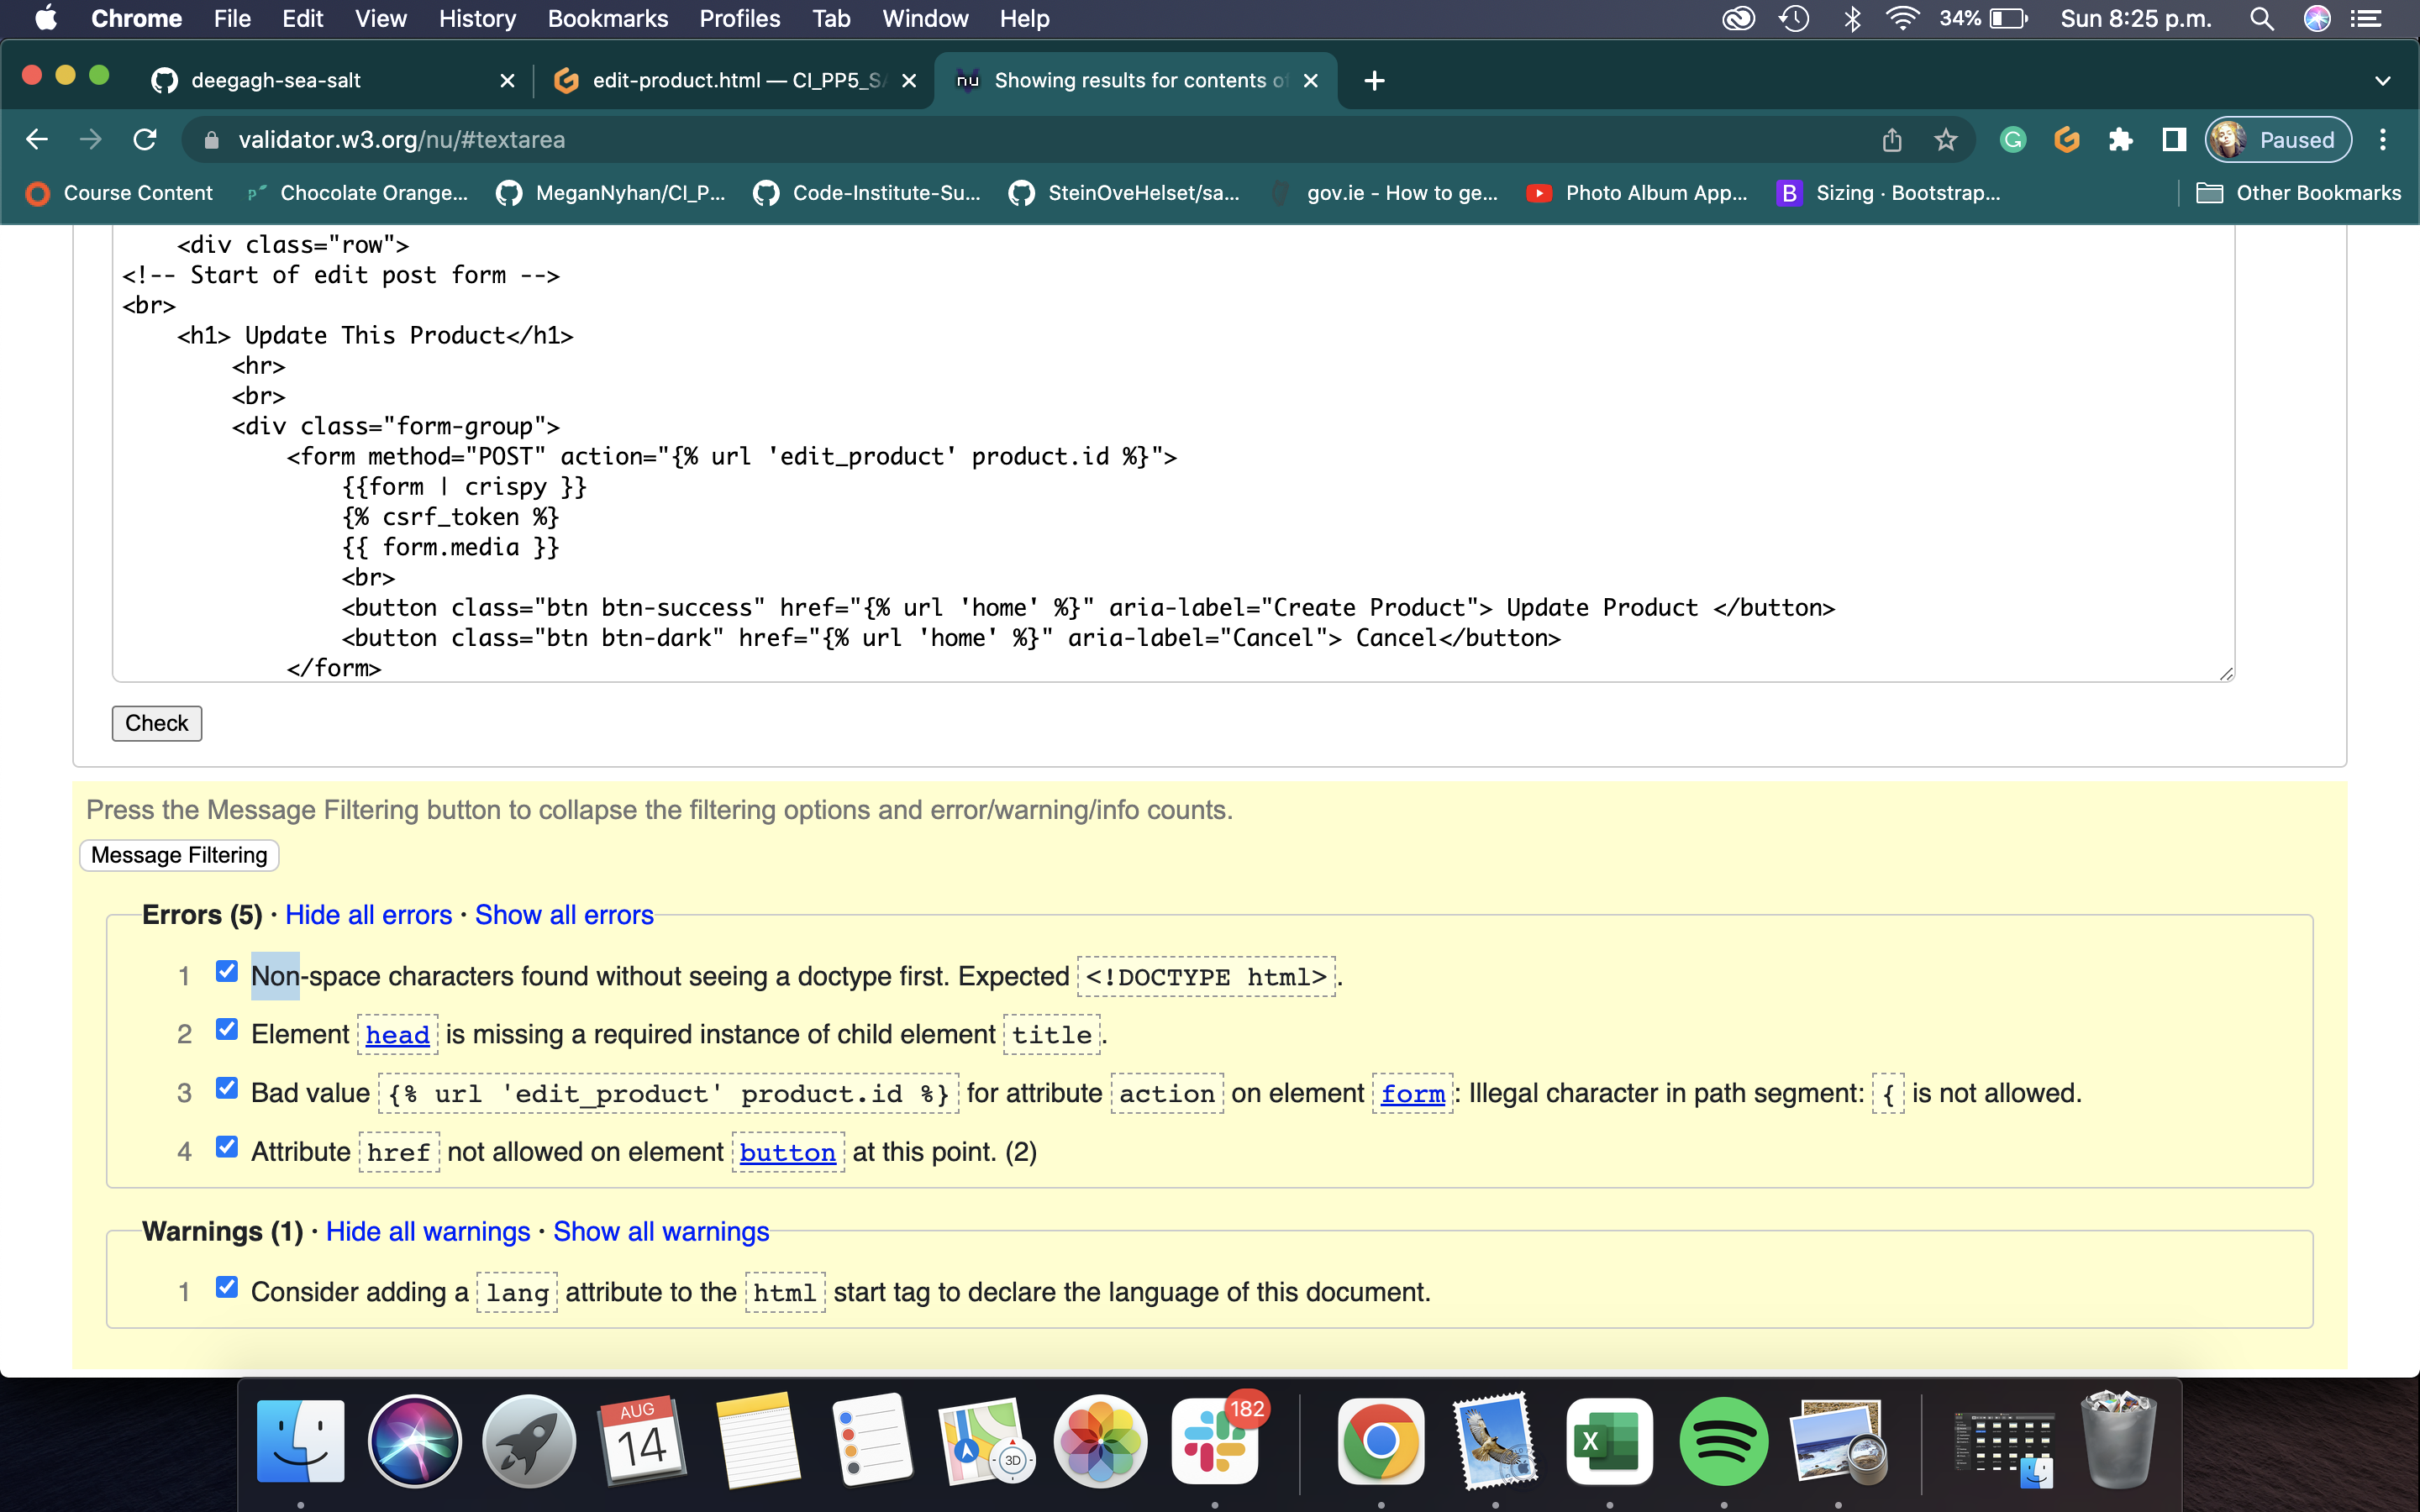 Chrome File Edit View History Bookmarks Profiles Tab Window Help 34% Sun 8:25 p.m.
deegagh-sea-salt edit-product.html — CI_PP5_SA nu Showing results for contents of
validator.w3.org/nu/#textarea Paused
Course Content Chocolate Orange... MeganNyhan/CI_P... Code-Institute-Su... SteinOveHelset/sa... gov.ie - How to ge... Photo Album App... B Sizing · Bootstrap... Other Bookmarks
<div class="row">
<!-- Start of edit post form -->
<br>
<h1> Update This Product</h1>
<hr>
<br>
<div class="form-group">
<form method="POST" action="{% url 'edit_product' product.id %}">
{{form | crispy }}
{% csrf_token %}
{{ form.media }}
<br>
<button class="btn btn-success" href="{% url 'home' %}" aria-label="Create Product"> Update Product </button>
<button class="btn btn-dark" href="{% url 'home' %}" aria-label="Cancel"> Cancel</button>
</form>
Check
Press the Message Filtering button to collapse the filtering options and error/warning/info counts.
Message Filtering
Errors (5) · Hide all errors · Show all errors
1 Non-space characters found without seeing a doctype first. Expected <!DOCTYPE html>.
2 Element head is missing a required instance of child element title.
3 Bad value {% url 'edit_product' product.id %} for attribute action on element form: Illegal character in path segment: { is not allowed.
4 Attribute href not allowed on element button at this point. (2)
Warnings (1) · Hide all warnings · Show all warnings
1 Consider adding a lang attribute to the html start tag to declare the language of this document.
AUG
14
3D
182
X